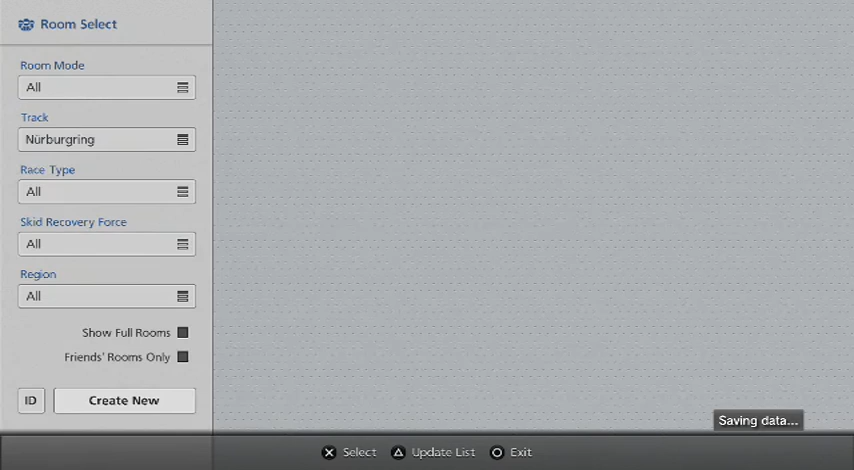 Room Select
Room Mode
All
Track
Nürburgring
Race Type
All
Skid Recovery Force
All
Region
All
Show Full Rooms
Friends' Rooms Only
ID
Create New
Saving data...
Select
Update List
Exit